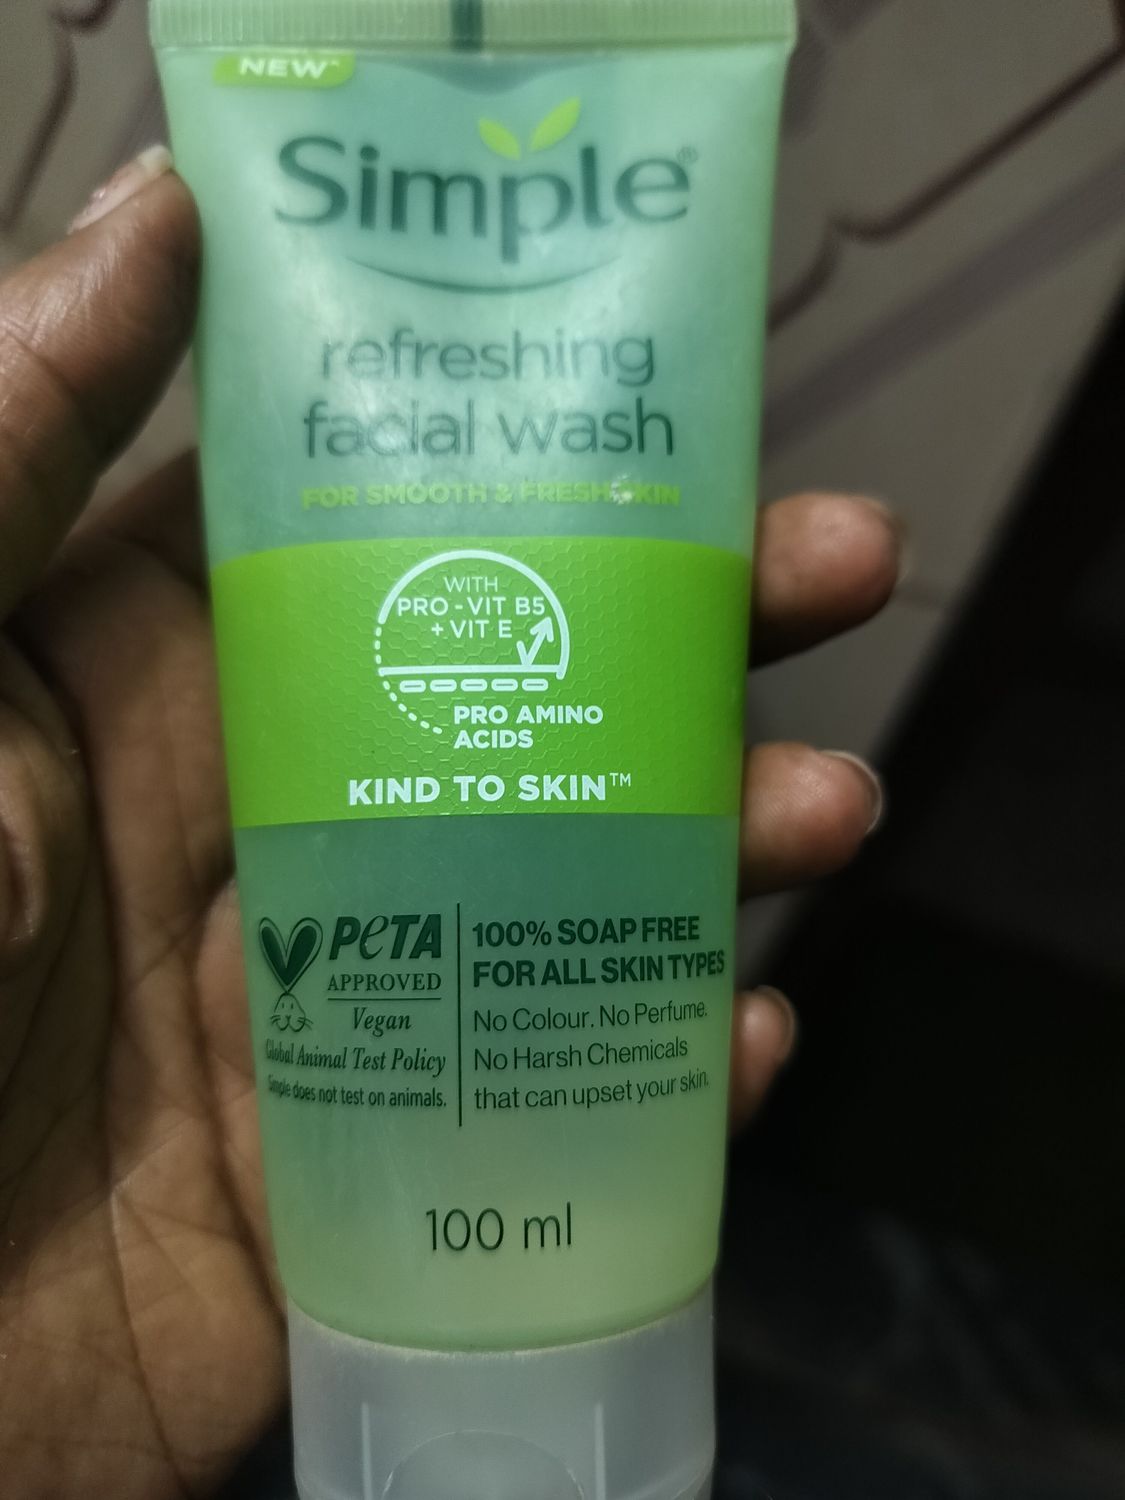 NEW
Simple®
refreshing
facial wash
FOR SMOOTH & FRESH SKIN
WITH
PRO-VIT B5
+ VIT E
PRO AMINO
ACIDS
KIND TO SKIN™
PETA
APPROVED
Vegan
Global Animal Test Policy
Simple does not test on animals.
100% SOAP FREE
FOR ALL SKIN TYPES
No Colour. No Perfume.
No Harsh Chemicals
that can upset your skin.
100 ml